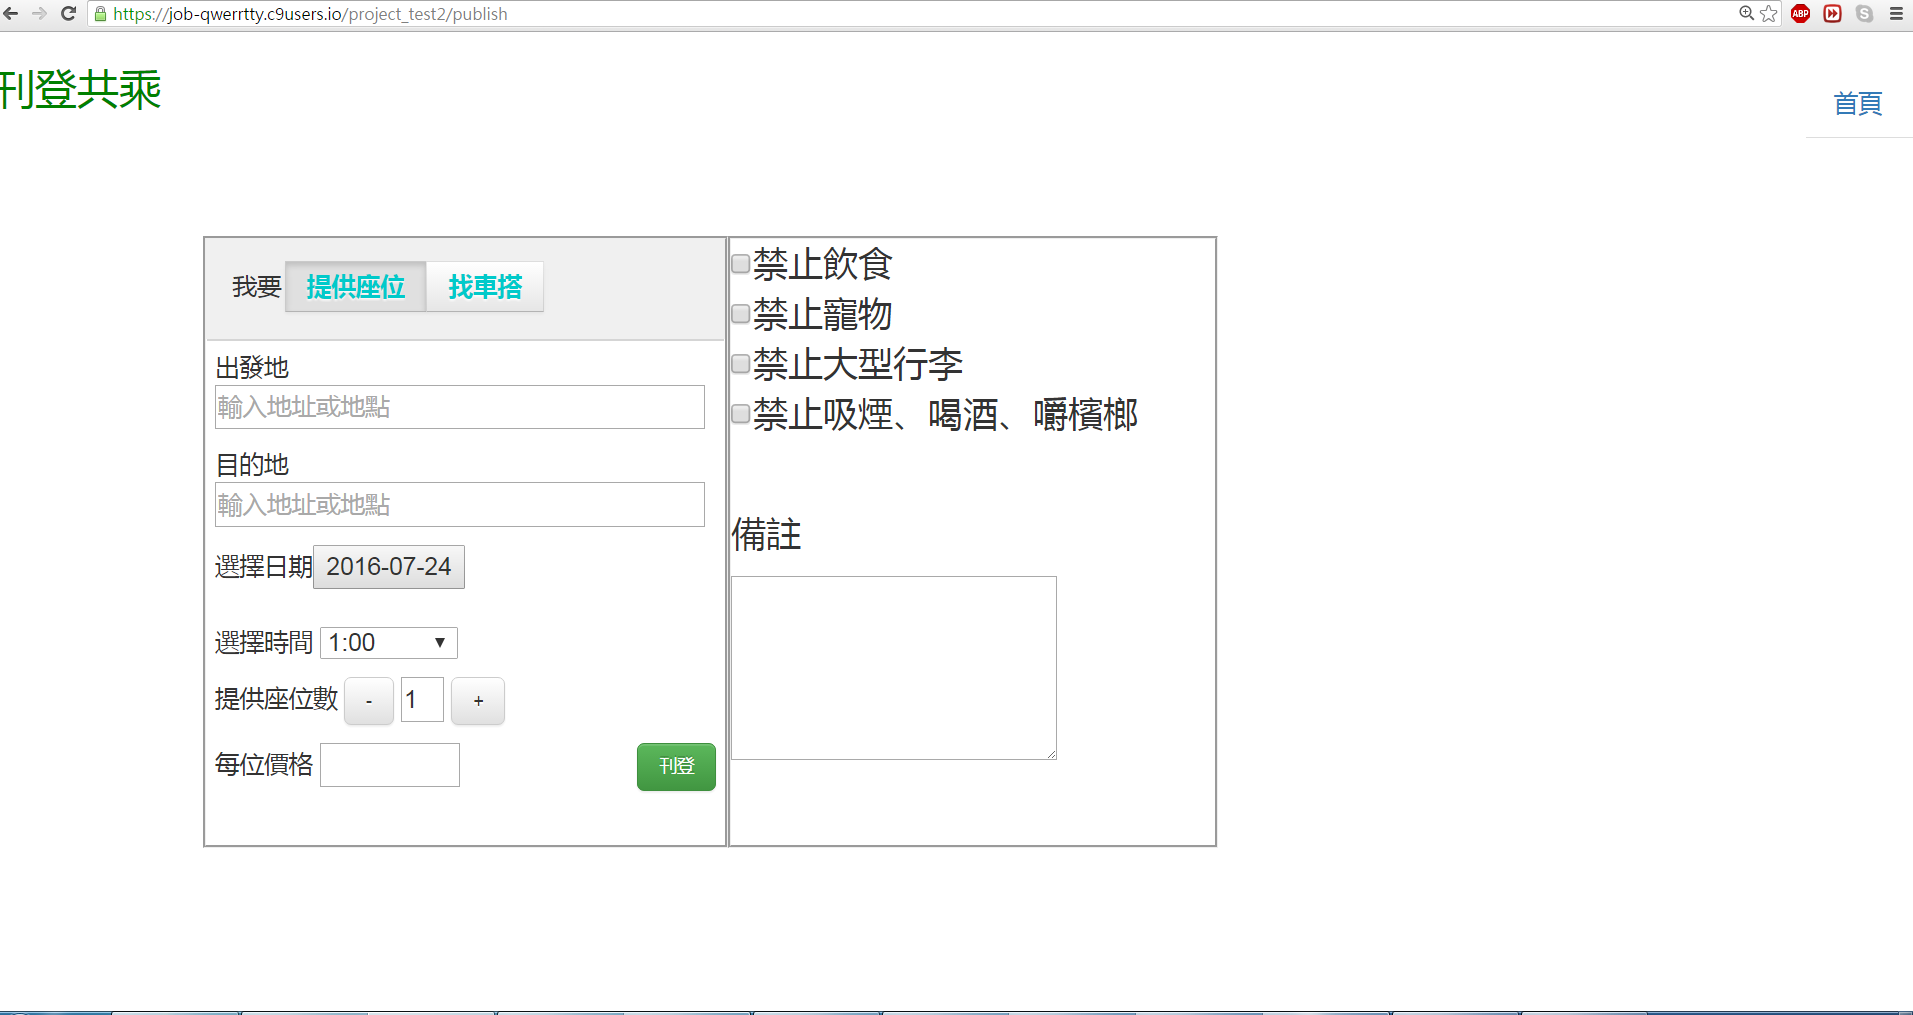 https://job-qwerrtty.c9users.io/project_test2/publish
ABP
S
刊登共乘
首頁
我要 提供座位 找車搭
出發地
輸入地址或地點
目的地
輸入地址或地點
選擇日期 2016-07-24
選擇時間 1:00
提供座位數 - 1 +
每位價格 刊登
禁止飲食
禁止寵物
禁止大型行李
禁止吸煙、喝酒、嚼檳榔
備註